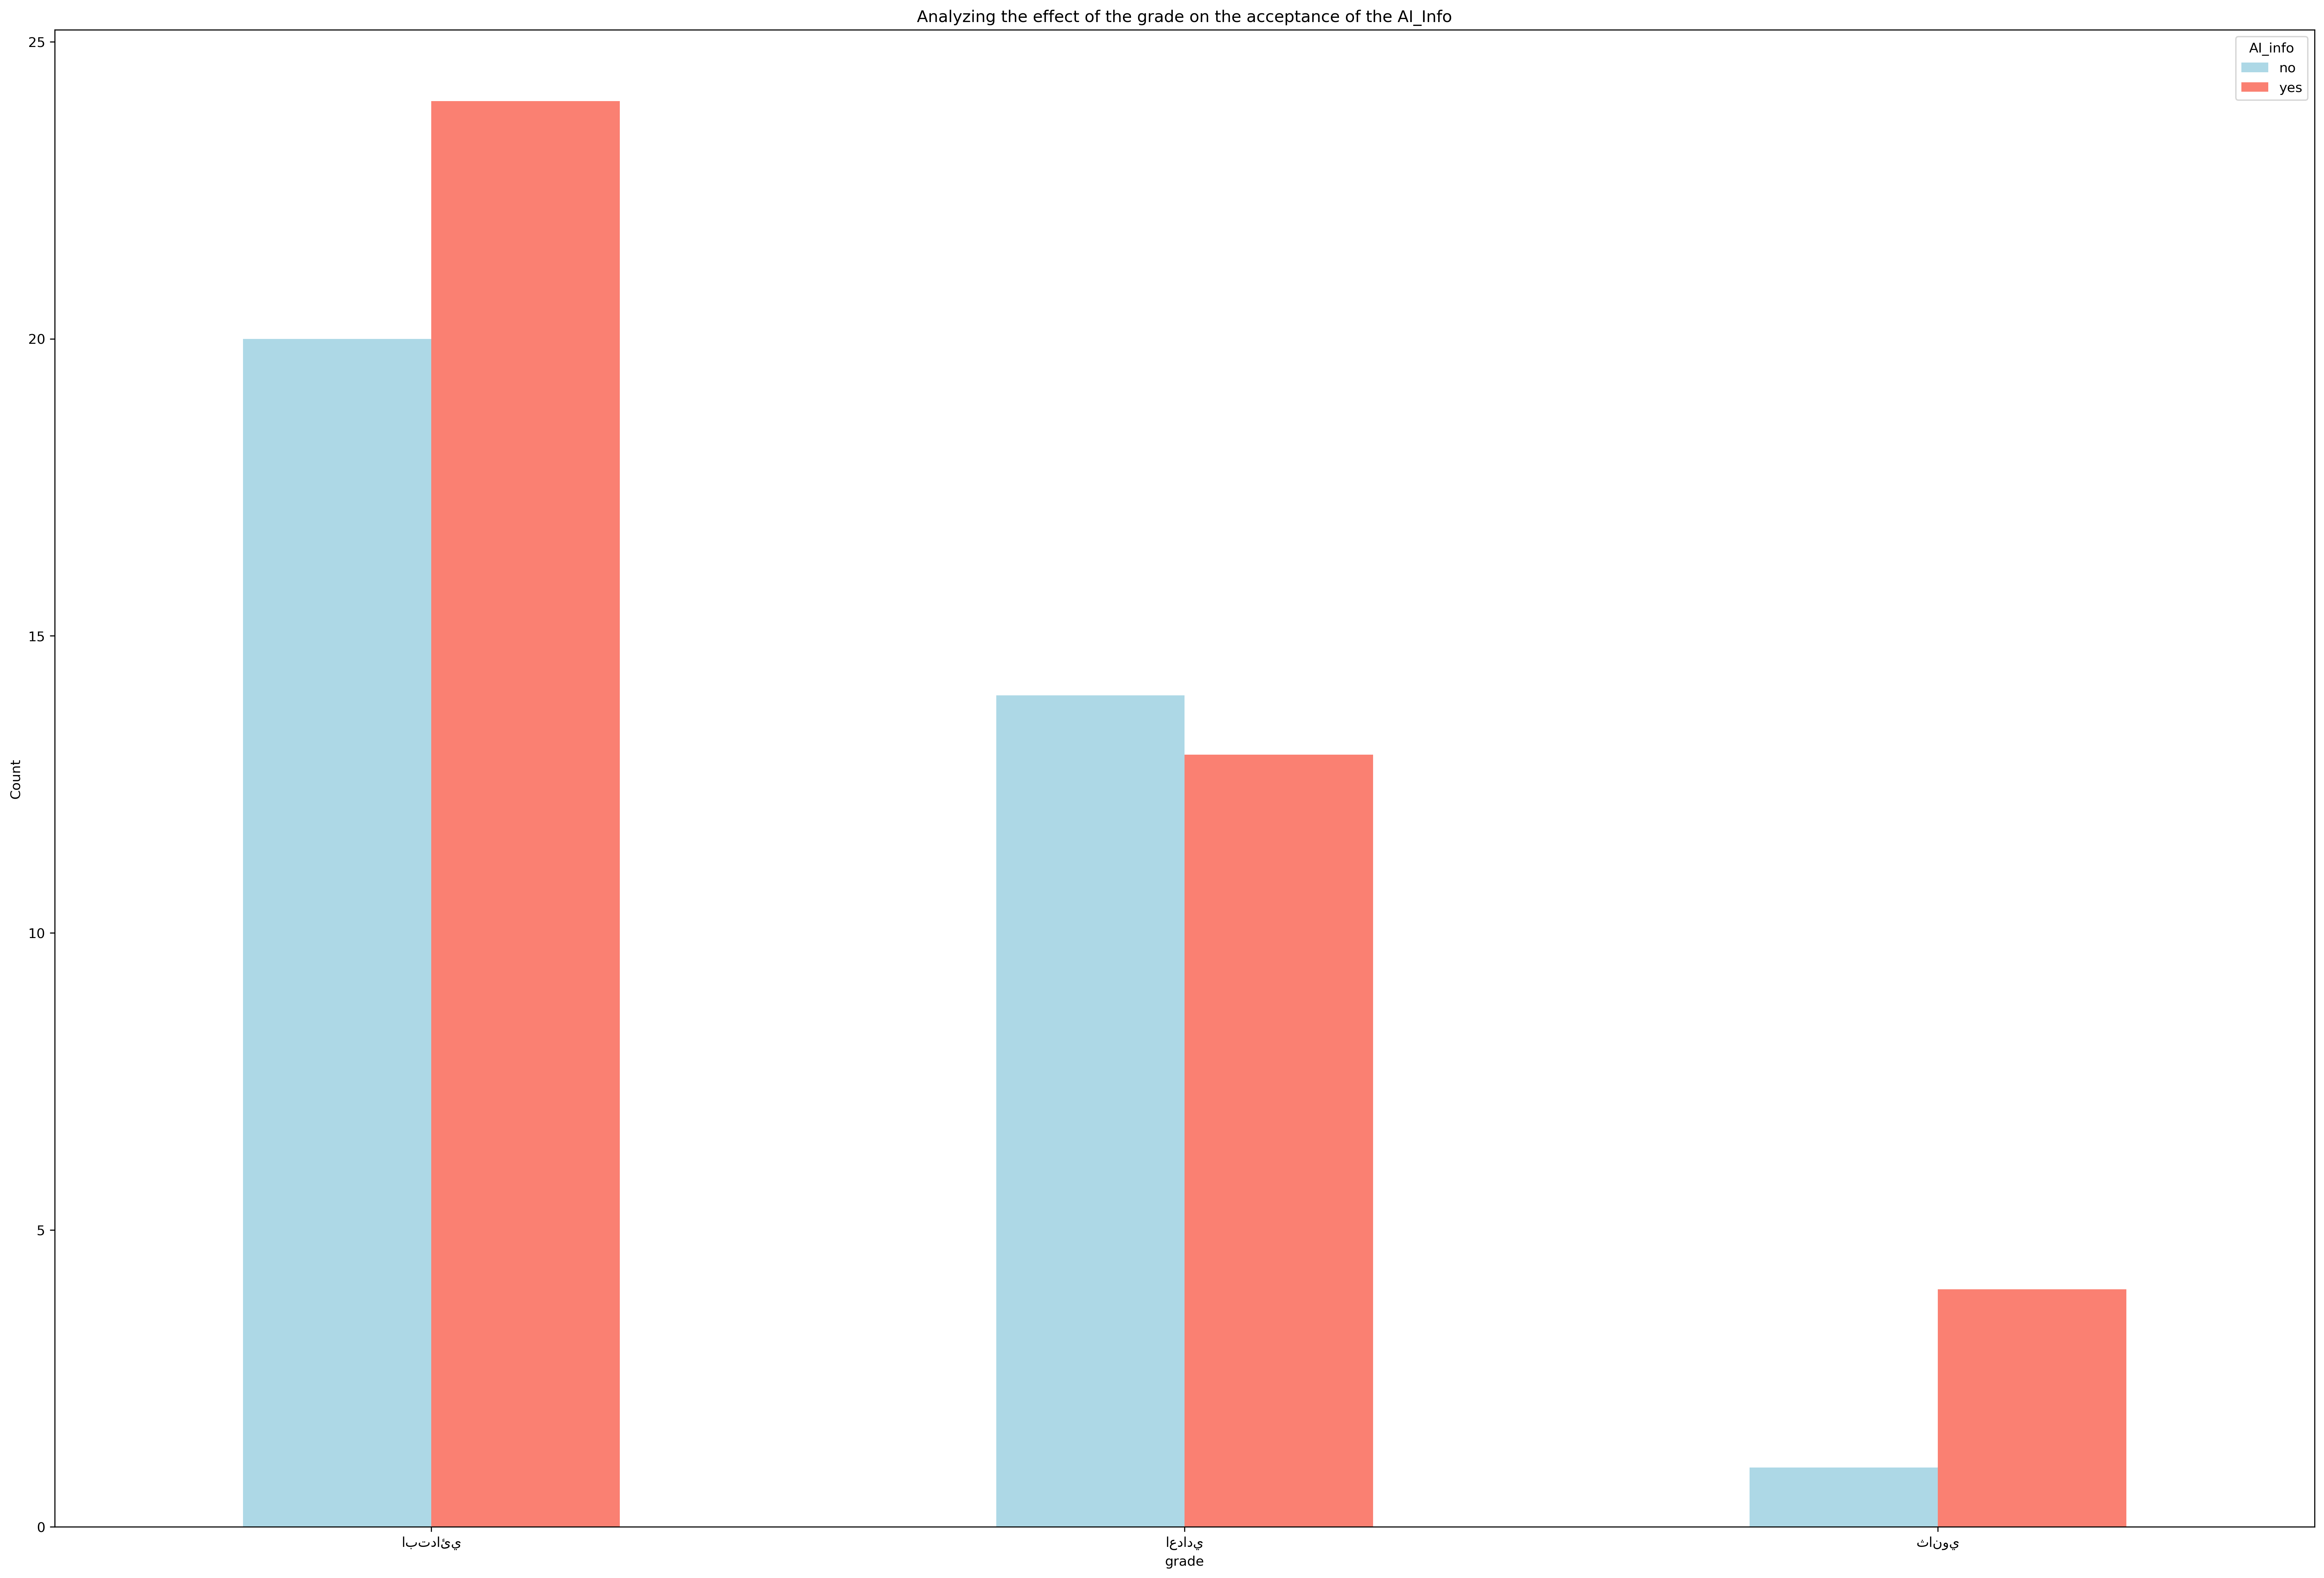 Analyzing the effect of the grade on the acceptance of the AI_Info
AI_info
no
yes
25
20
15
10
5
0
Count
ابتدائي
اعدادي
ثانوي
grade